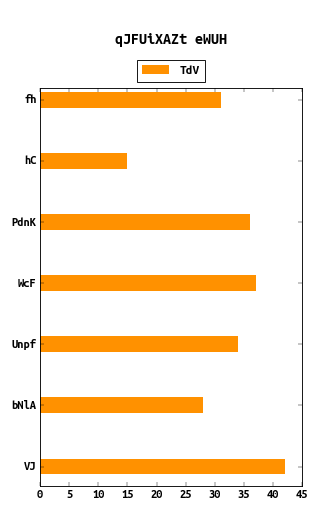 qJFUiXAZt eWUH
TdV
fh
hC
PdnK
WcF
Unpf
bNlA
VJ
0 5 10 15 20 25 30 35 40 45